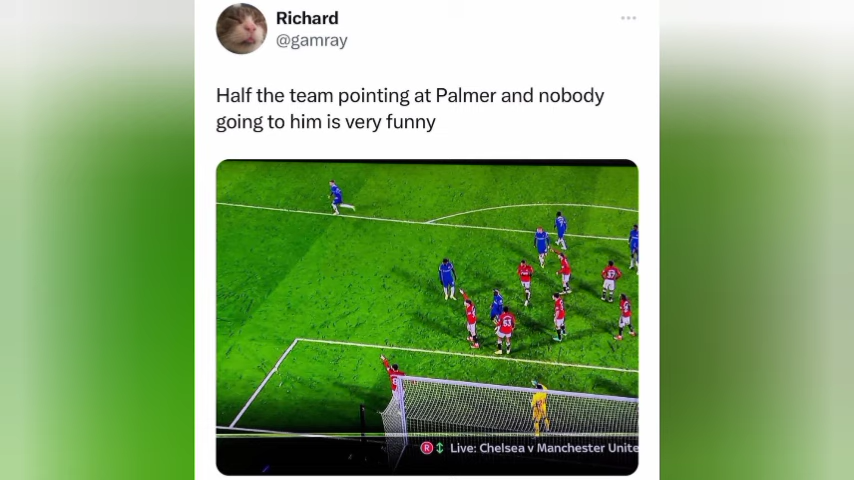 Richard
@gamray
Half the team pointing at Palmer and nobody
going to him is very funny
Live: Chelsea v Manchester Unite